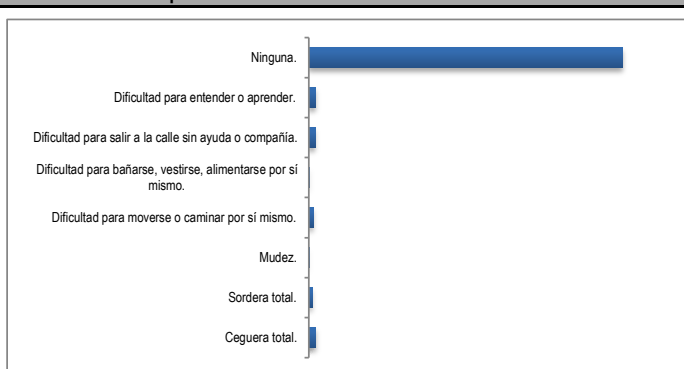 Ninguna.
Dificultad para entender o aprender.
Dificultad para salir a la calle sin ayuda o compañía.
Dificultad para bañarse, vestirse, alimentarse por sí
mismo.
Dificultad para moverse o caminar por sí mismo.
Mudez.
Sordera total.
Ceguera total.